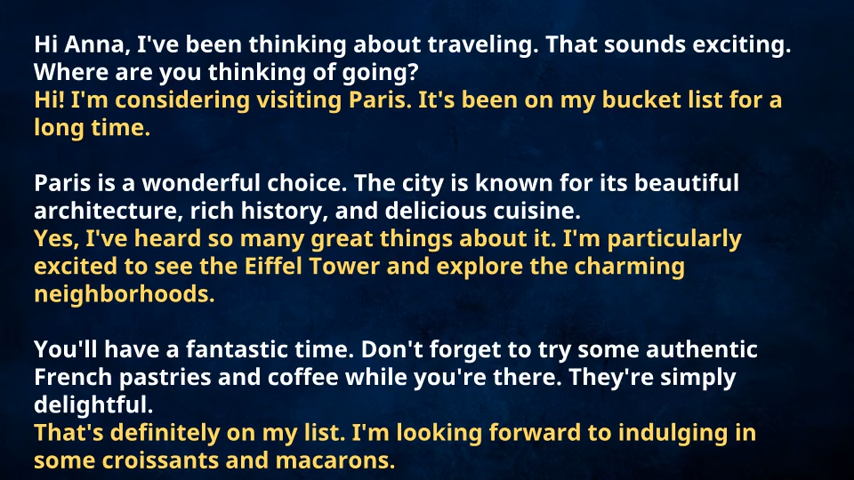 Hi Anna, I've been thinking about traveling. That sounds exciting.
Where are you thinking of going?
Hi! I'm considering visiting Paris. It's been on my bucket list for a
long time.
Paris is a wonderful choice. The city is known for its beautiful
architecture, rich history, and delicious cuisine.
Yes, I've heard so many great things about it. I'm particularly
excited to see the Eiffel Tower and explore the charming
neighborhoods.
You'll have a fantastic time. Don't forget to try some authentic
French pastries and coffee while you're there. They're simply
delightful.
That's definitely on my list. I'm looking forward to indulging in
some croissants and macarons.